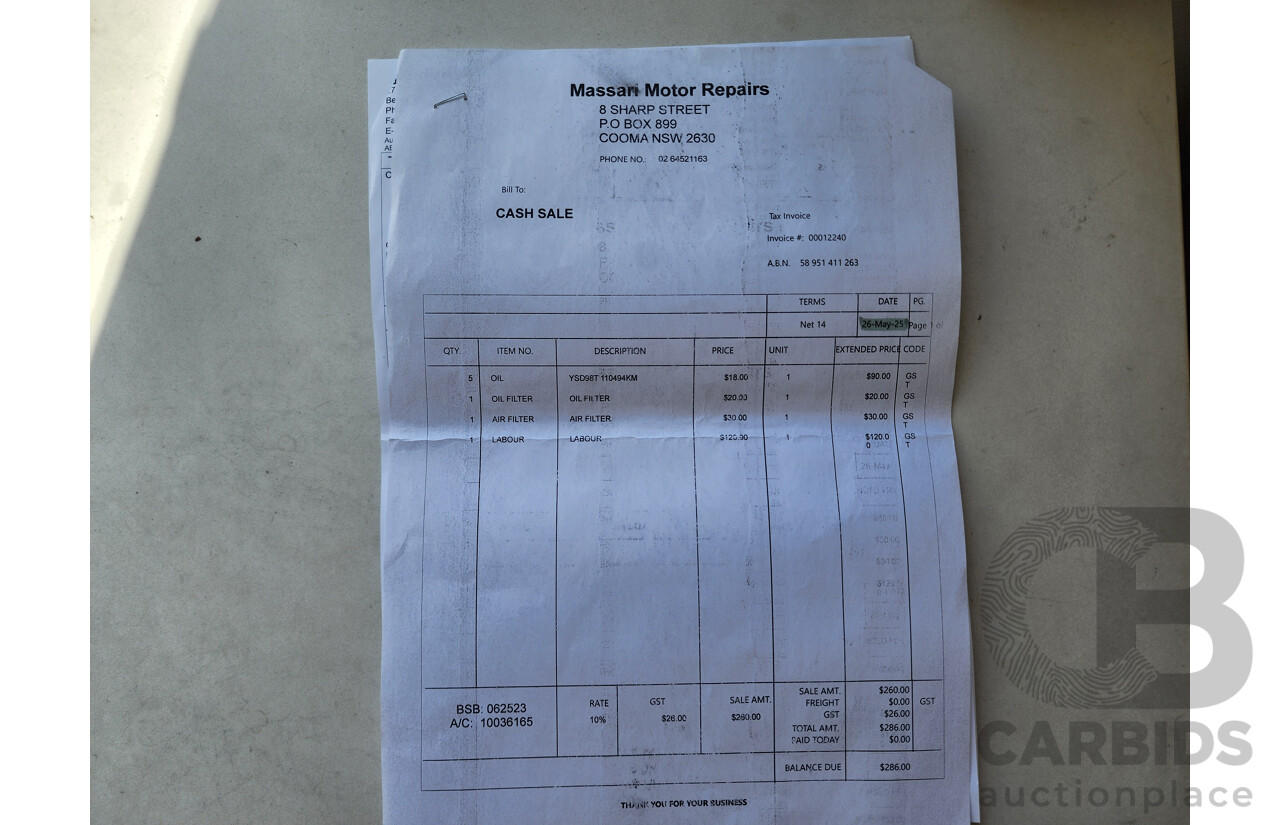 Massari Motor Repairs
8 SHARP STREET
P.O BOX 899
COOMA NSW 2630
PHONE NO.: 02 64521163
Bill To:
CASH SALE
Tax Invoice
Invoice #: 00012240
A.B.N. 58 951 411 263
TERMS DATE PG.
Net 14 26-May-25 Page 1 of
QTY. ITEM NO. DESCRIPTION PRICE UNIT EXTENDED PRICE CODE
5 OIL YSD98T 110494KM $18.00 1 $90.00 GS
T
1 OIL FILTER OIL FILTER $20.00 1 $20.00 GS
T
1 AIR FILTER AIR FILTER $30.00 1 $30.00 GS
T
1 LABOUR LABOUR $120.00 1 $120.0 GS
0 T
BSB: 062523
A/C: 10036165
RATE GST SALE AMT.
10% $26.00 $260.00
SALE AMT. $260.00
FREIGHT $0.00 GST
GST $26.00
TOTAL AMT. $286.00
PAID TODAY $0.00
BALANCE DUE $286.00
THANK YOU FOR YOUR BUSINESS
CARBIDS
auctionplace